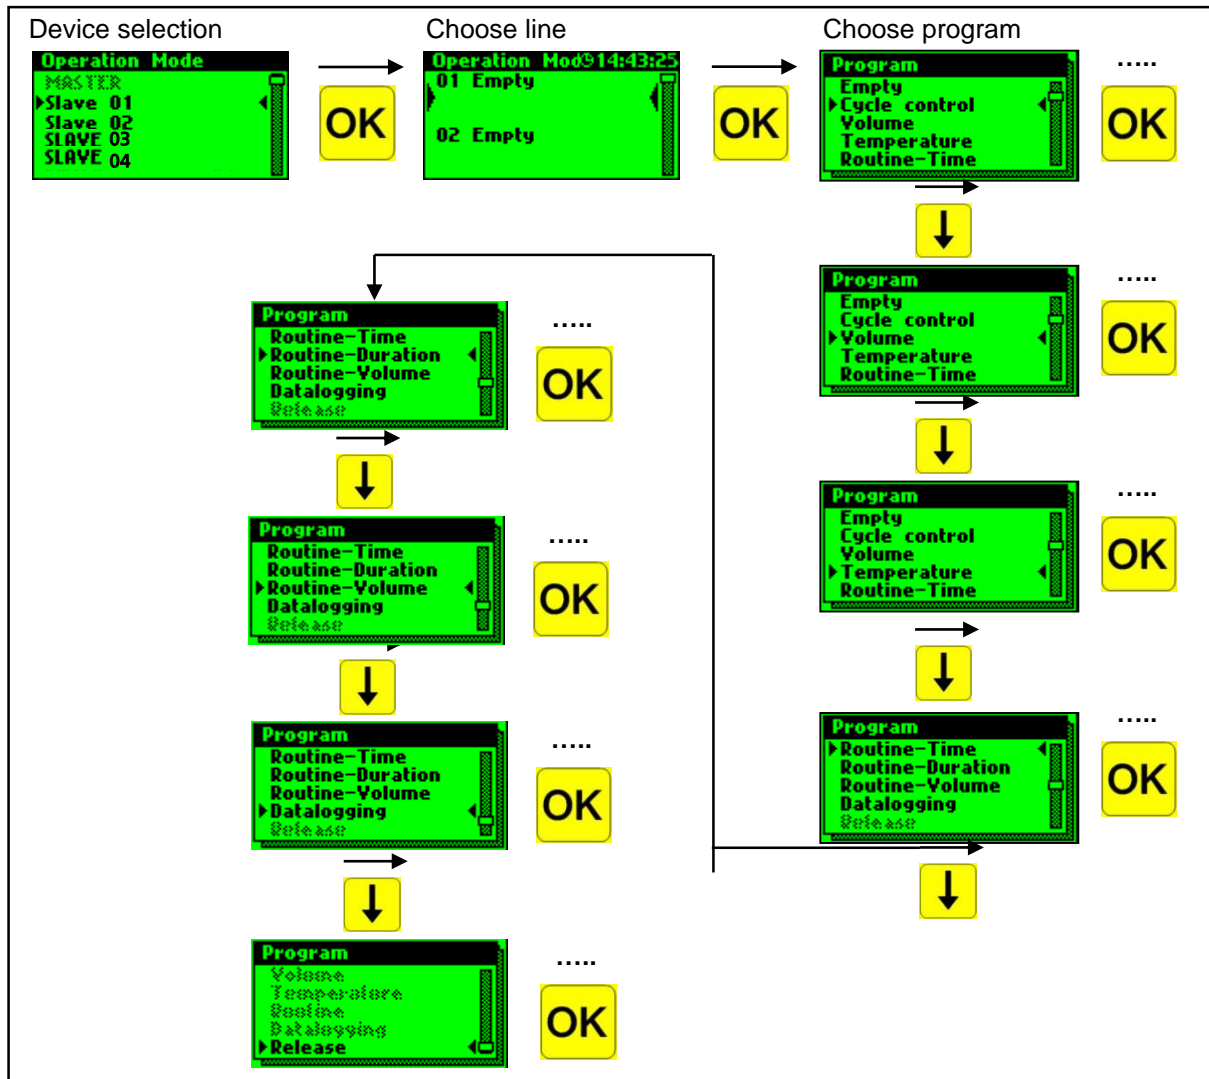 Device selection
Operation Mode
MASTER
Slave 01
Slave 02
SLAVE 03
SLAVE 04
OK
Choose line
Operation Mod 14:43:25
01 Empty
02 Empty
OK
Choose program
Program
Empty
Cycle control
Volume
Temperature
Routine-Time
.....
OK
Program
Empty
Cycle control
Volume
Temperature
Routine-Time
.....
OK
Program
Empty
Cycle control
Volume
Temperature
Routine-Time
.....
OK
Program
Routine-Time
Routine-Duration
Routine-Volume
Datalogging
Release
.....
OK
Program
Routine-Time
Routine-Duration
Routine-Volume
Datalogging
Release
.....
OK
Program
Routine-Time
Routine-Duration
Routine-Volume
Datalogging
Release
.....
OK
Program
Routine-Time
Routine-Duration
Routine-Volume
Datalogging
Release
.....
OK
Program
Volume
Temperature
Routine
Datalogging
Release
.....
OK